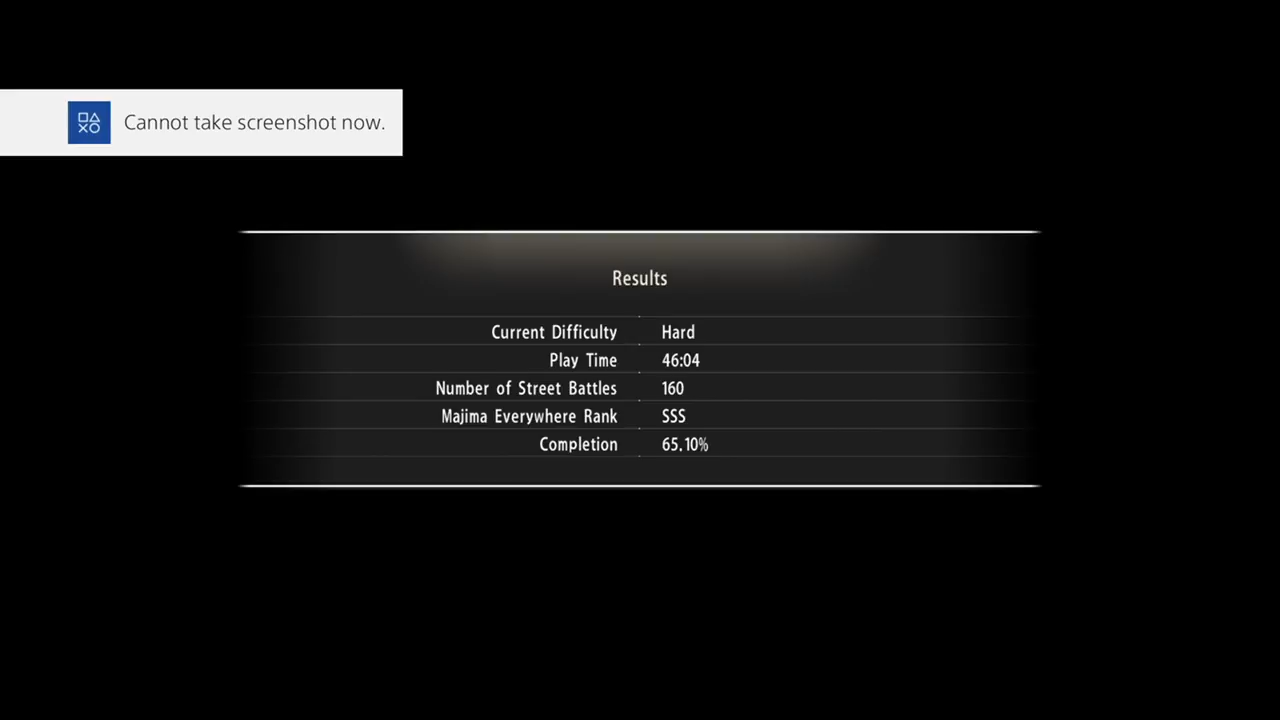 Cannot take screenshot now.
Results
Current Difficulty Hard
Play Time 46:04
Number of Street Battles 160
Majima Everywhere Rank SSS
Completion 65.10%